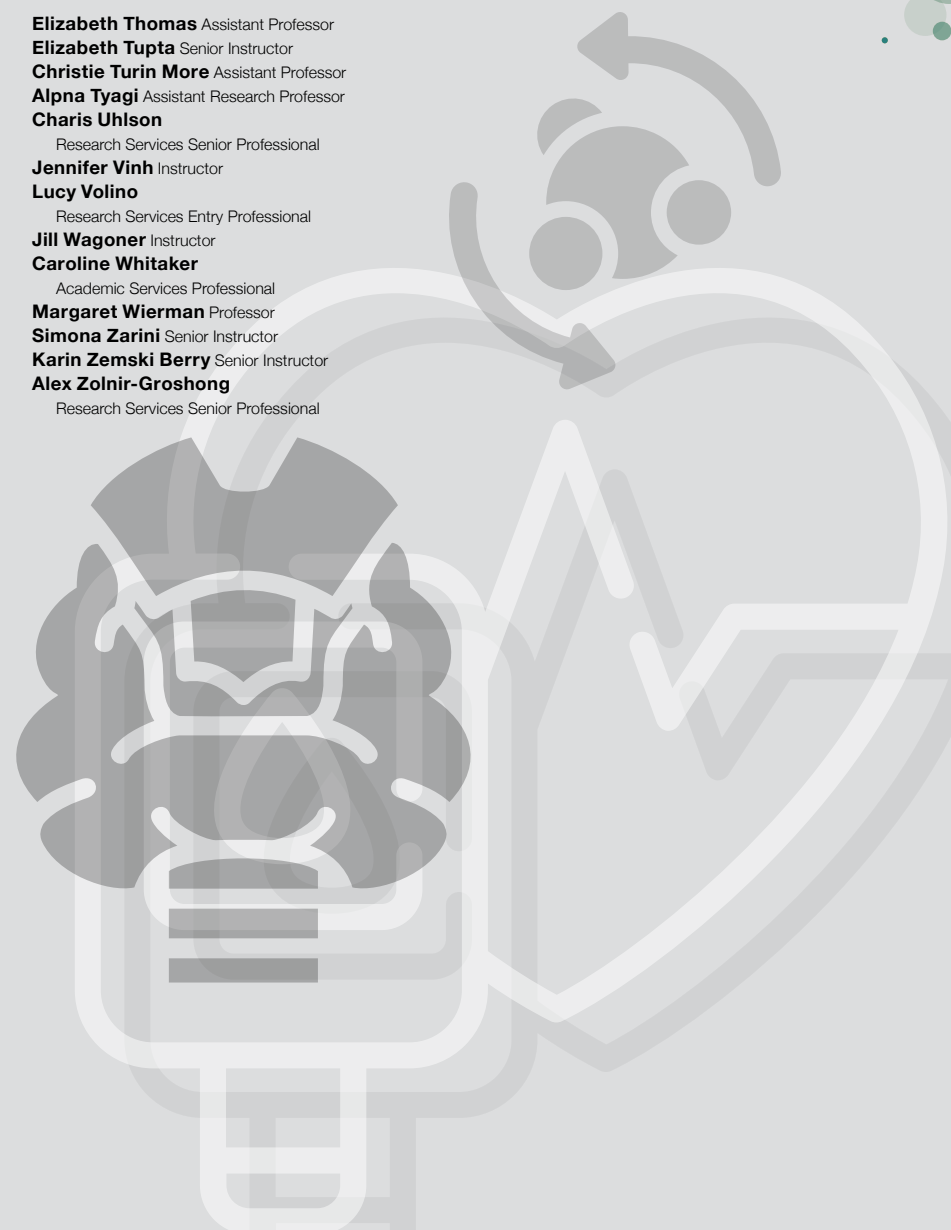 Elizabeth Thomas Assistant Professor
Elizabeth Tupta Senior Instructor
Christie Turin More Assistant Professor
Alpna Tyagi Assistant Research Professor
Charis Uhlson
Research Services Senior Professional
Jennifer Vinh Instructor
Lucy Volino
Research Services Entry Professional
Jill Wagoner Instructor
Caroline Whitaker
Academic Services Professional
Margaret Wierman Professor
Simona Zarini Senior Instructor
Karin Zemski Berry Senior Instructor
Alex Zolnir-Groshong
Research Services Senior Professional